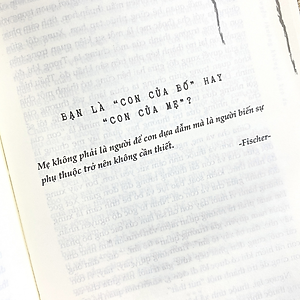 BẠN LÀ "CON CỦA BỐ" HAY
"CON CỦA MẸ"?
Mẹ không phải là người để con dựa dẫm mà là người biến sự
phụ thuộc trở nên không cần thiết.
-Fischer-